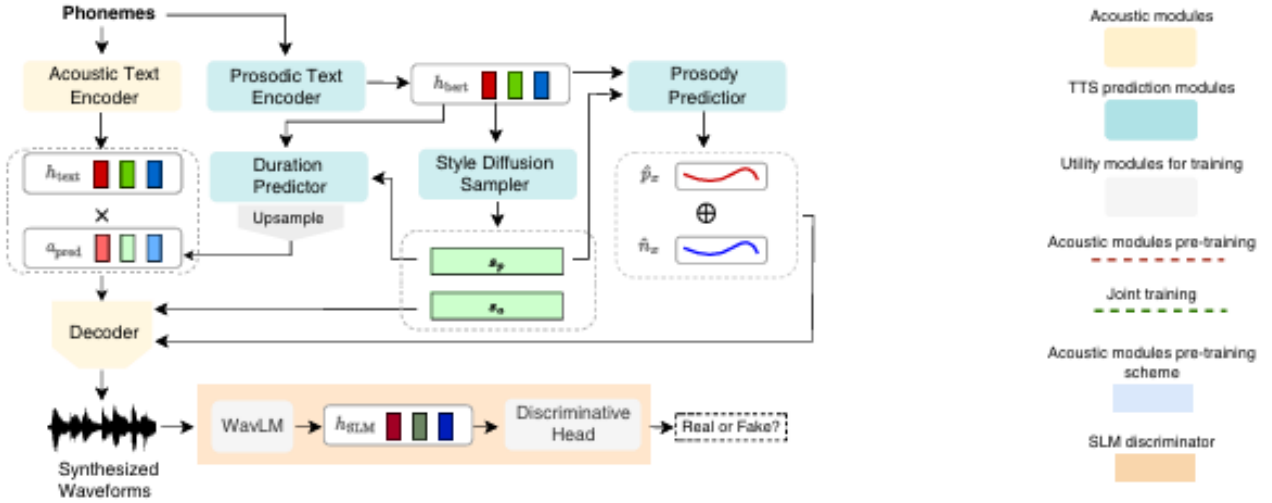 Phonemes
Acoustic Text
Encoder
Prosodic Text
Encoder
h_bert
Prosody
Predictior
h_text
×
a_pred
Duration
Predictor
Upsample
Style Diffusion
Sampler
s_p
s_a
p̂_x
⊕
n̂_x
Decoder
Synthesized
Waveforms
WavLM
h_SLM
Discriminative
Head
Real or Fake?
Acoustic modules
TTS prediction modules
Utility modules for training
Acoustic modules pre-training
Joint training
Acoustic modules pre-training
scheme
SLM discriminator